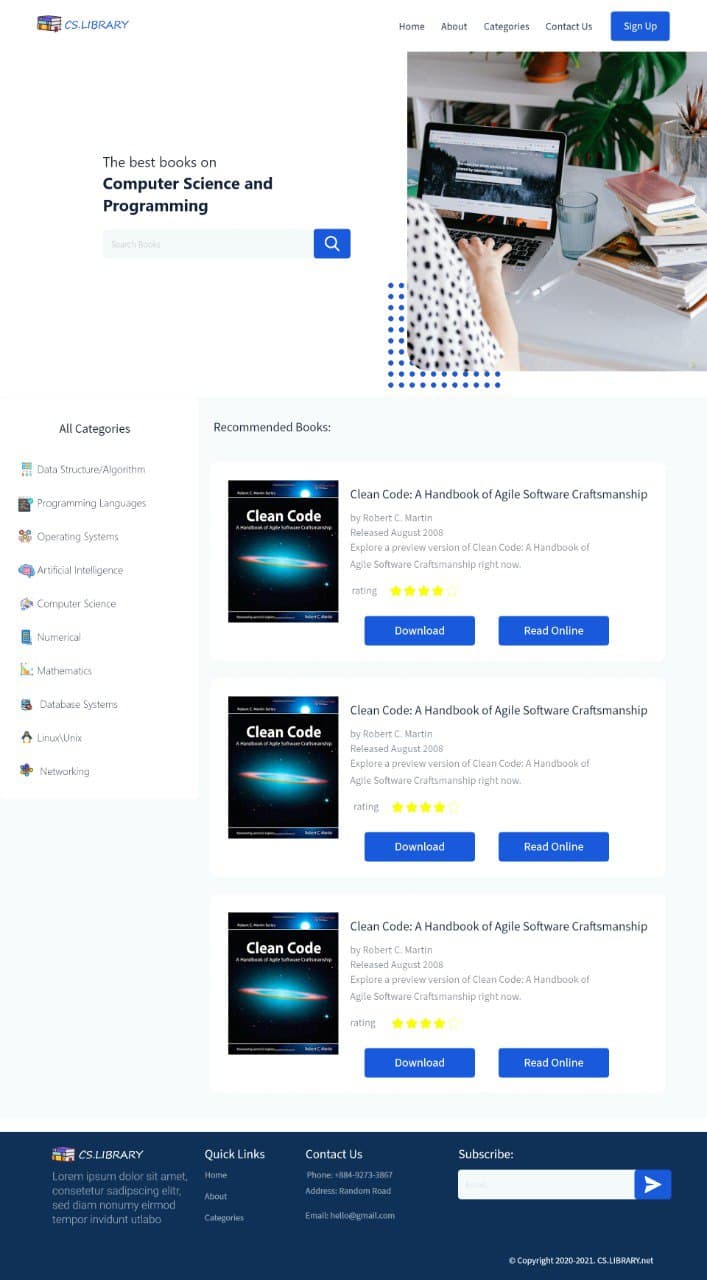 CS.LIBRARY
Home About Categories Contact Us Sign Up
The best books on
Computer Science and
Programming
Search Books
All Categories
Data Structure/Algorithm
Programming Languages
Operating Systems
Artificial Intelligence
Computer Science
Numerical
Mathematics
Database Systems
Linux\Unix
Networking
Recommended Books:
Robert C. Martin Series
Clean Code
A Handbook of Agile Software Craftsmanship
Robert C. Martin
Clean Code: A Handbook of Agile Software Craftsmanship
by Robert C. Martin
Released August 2008
Explore a preview version of Clean Code: A Handbook of
Agile Software Craftsmanship right now.
rating
Download Read Online
Robert C. Martin Series
Clean Code
A Handbook of Agile Software Craftsmanship
Robert C. Martin
Clean Code: A Handbook of Agile Software Craftsmanship
by Robert C. Martin
Released August 2008
Explore a preview version of Clean Code: A Handbook of
Agile Software Craftsmanship right now.
rating
Download Read Online
Robert C. Martin Series
Clean Code
A Handbook of Agile Software Craftsmanship
Robert C. Martin
Clean Code: A Handbook of Agile Software Craftsmanship
by Robert C. Martin
Released August 2008
Explore a preview version of Clean Code: A Handbook of
Agile Software Craftsmanship right now.
rating
Download Read Online
CS.LIBRARY
Lorem ipsum dolor sit amet,
consetetur sadipscing elitr,
sed diam nonumy eirmod
tempor invidunt utlabo
Quick Links
Home
About
Categories
Contact Us
Phone: +884-9273-3867
Address: Random Road
Email: hello@gmail.com
Subscribe:
© Copyright 2020-2021. CS.LIBRARY.net